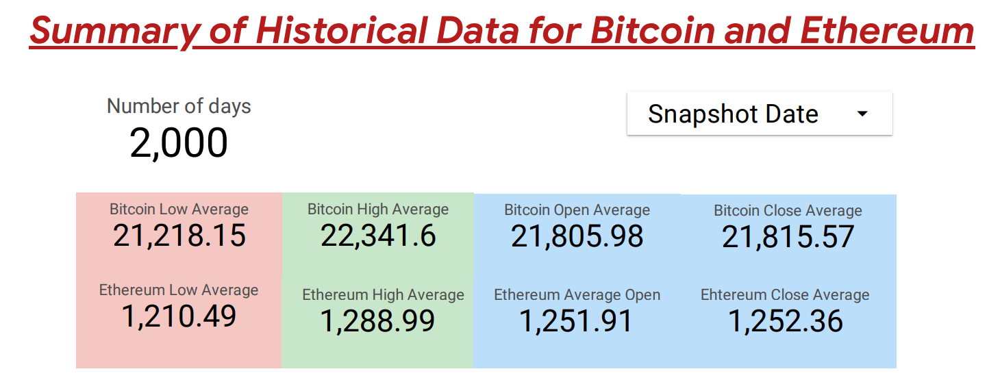 Summary of Historical Data for Bitcoin and Ethereum
Number of days
2,000
Snapshot Date
Bitcoin Low Average
21,218.15
Bitcoin High Average
22,341.6
Bitcoin Open Average
21,805.98
Bitcoin Close Average
21,815.57
Ethereum Low Average
1,210.49
Ethereum High Average
1,288.99
Ethereum Average Open
1,251.91
Ehtereum Close Average
1,252.36